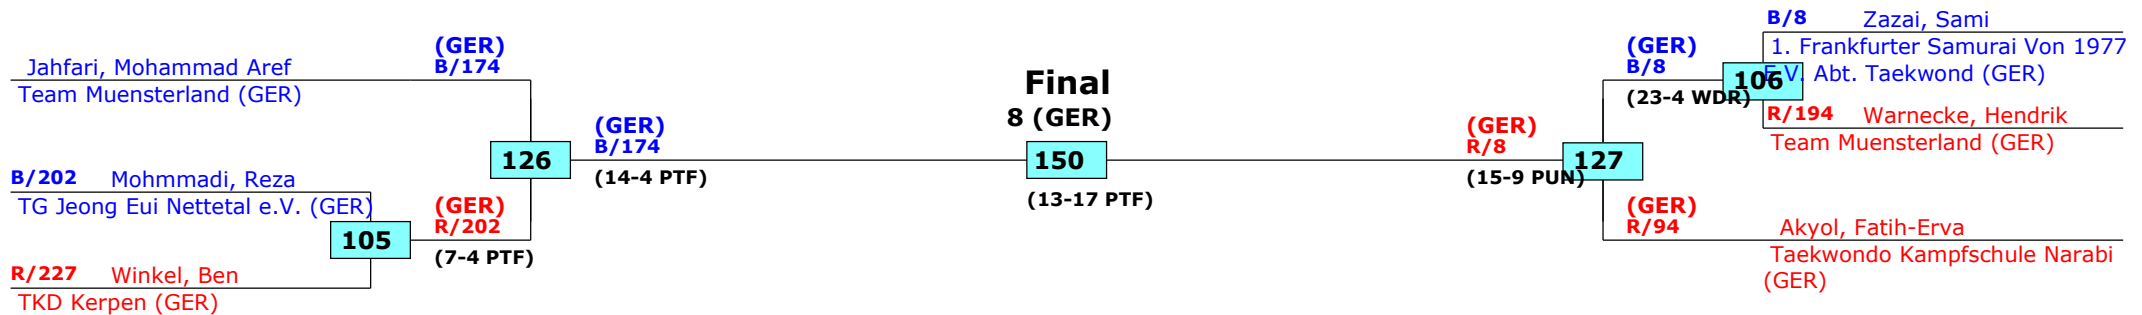 Jahfari, Mohammad Aref
Team Muensterland (GER)
(GER)
B/174
B/202 Mohmmadi, Reza
TG Jeong Eui Nettetal e.V. (GER)
105
R/227 Winkel, Ben
TKD Kerpen (GER)
(GER)
R/202
(7-4 PTF)
126
(GER)
B/174
(14-4 PTF)
Final
8 (GER)
150
(13-17 PTF)
(GER)
R/8
(15-9 PUN)
127
(GER)
B/8
(23-4 WDR)
106
B/8 Zazai, Sami
1. Frankfurter Samurai Von 1977
E.V. Abt. Taekwond (GER)
R/194 Warnecke, Hendrik
Team Muensterland (GER)
(GER)
R/94
Akyol, Fatih-Erva
Taekwondo Kampfschule Narabi
(GER)